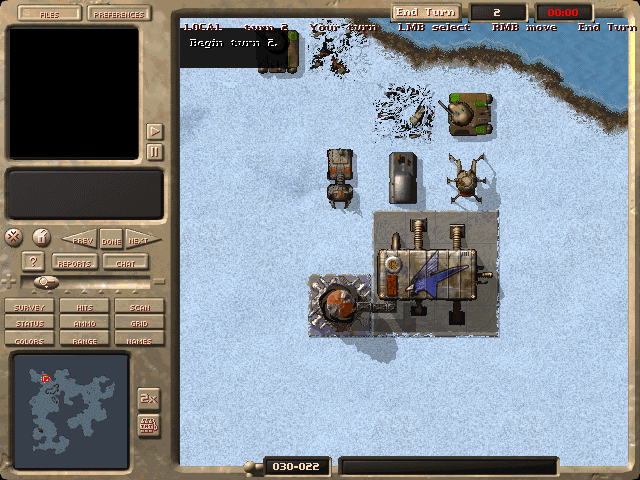 FILES PREFERENCES End Turn 2 00:00
LOCAL turn 2 Your turn LMB select RMB move End Turn
Begin turn 2.
PREV DONE NEXT
? REPORTS CHAT
SURVEY HITS SCAN
STATUS AMMO GRID
COLORS RANGE NAMES
2x
030-022